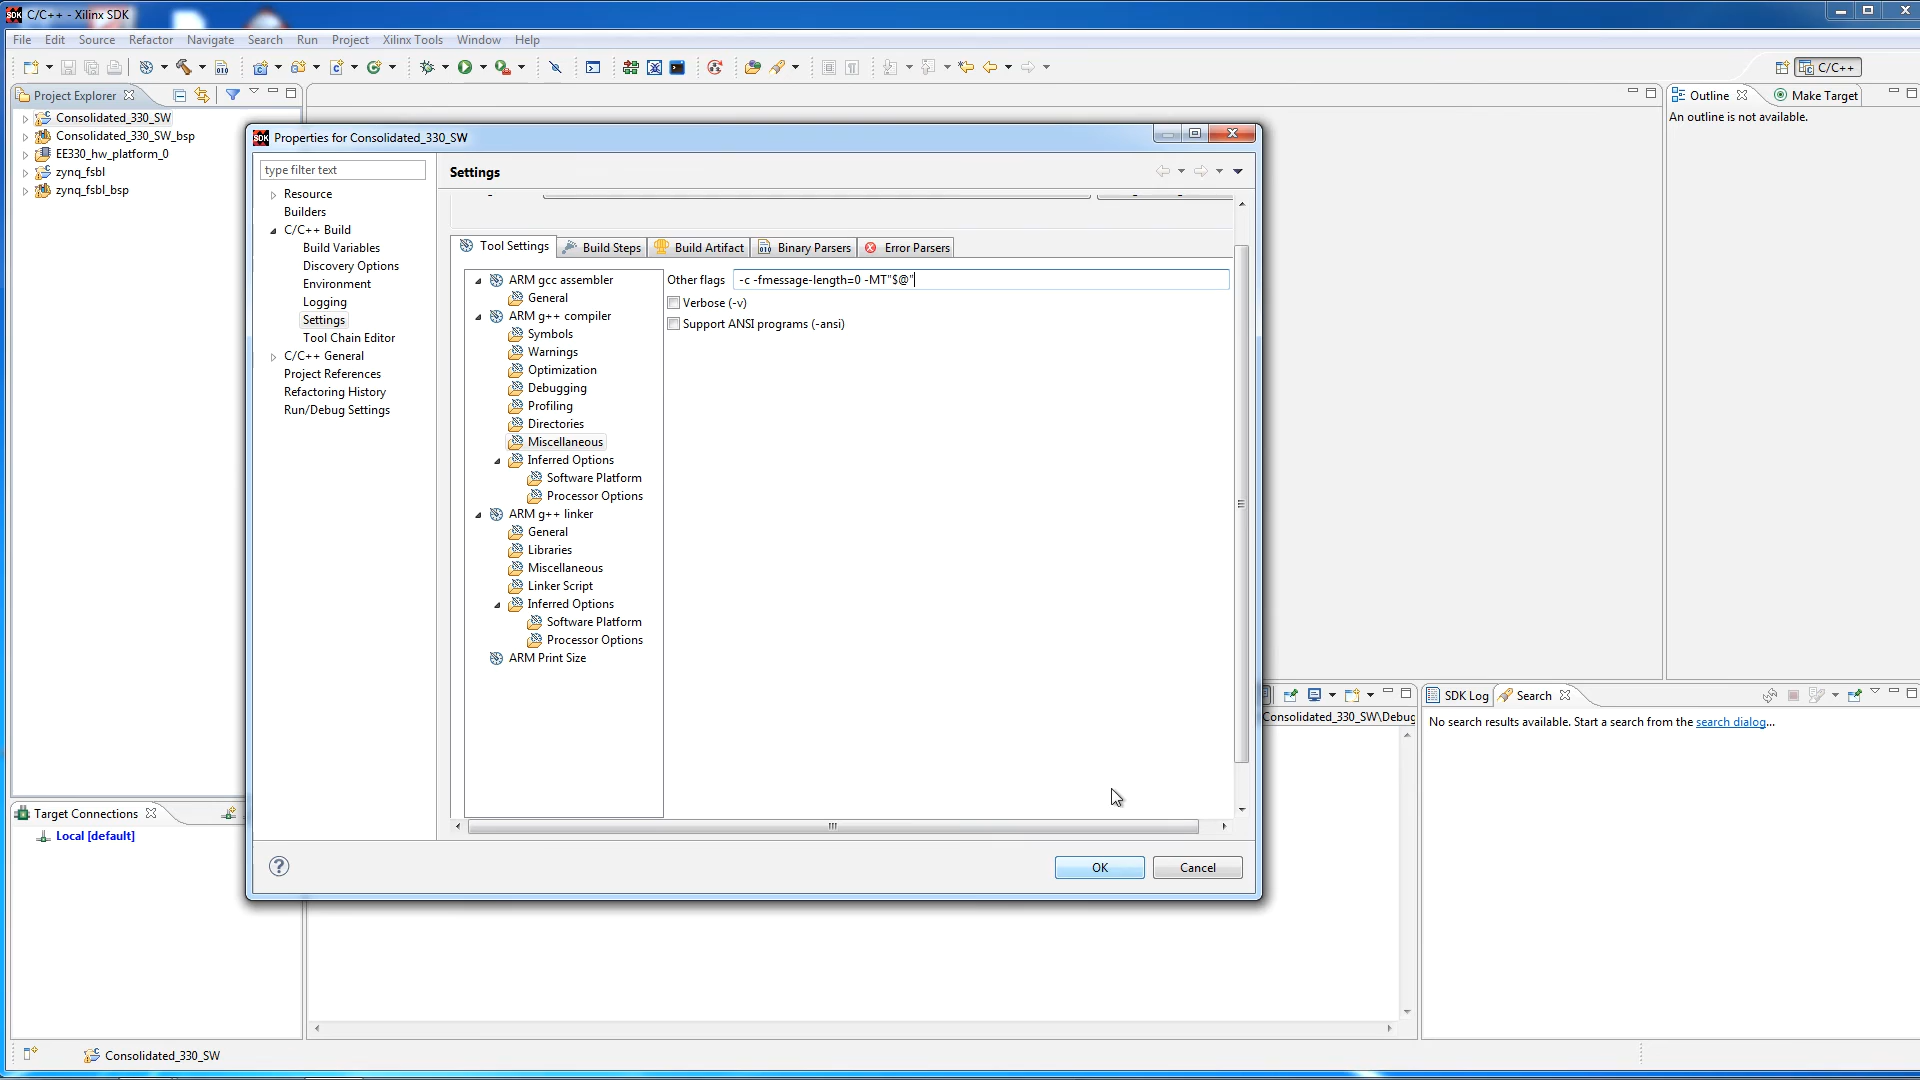 C/C++ - Xilinx SDK
File Edit Source Refactor Navigate Search Run Project Xilinx Tools Window Help
C/C++
Project Explorer
Consolidated_330_SW
Consolidated_330_SW_bsp
EE330_hw_platform_0
zynq_fsbl
zynq_fsbl_bsp
Outline
Make Target
An outline is not available.
SDK Properties for Consolidated_330_SW
type filter text
Resource
Builders
C/C++ Build
Build Variables
Discovery Options
Environment
Logging
Settings
Tool Chain Editor
C/C++ General
Project References
Refactoring History
Run/Debug Settings
Settings
Tool Settings
Build Steps
Build Artifact
Binary Parsers
Error Parsers
ARM gcc assembler
General
ARM g++ compiler
Symbols
Warnings
Optimization
Debugging
Profiling
Directories
Miscellaneous
Inferred Options
Software Platform
Processor Options
ARM g++ linker
General
Libraries
Miscellaneous
Linker Script
Inferred Options
Software Platform
Processor Options
ARM Print Size
Other flags -c -fmessage-length=0 -MT"$@"
Verbose (-v)
Support ANSI programs (-ansi)
OK
Cancel
Consolidated_330_SW\Debug
SDK Log
Search
No search results available. Start a search from the search dialog...
Target Connections
Local [default]
Consolidated_330_SW